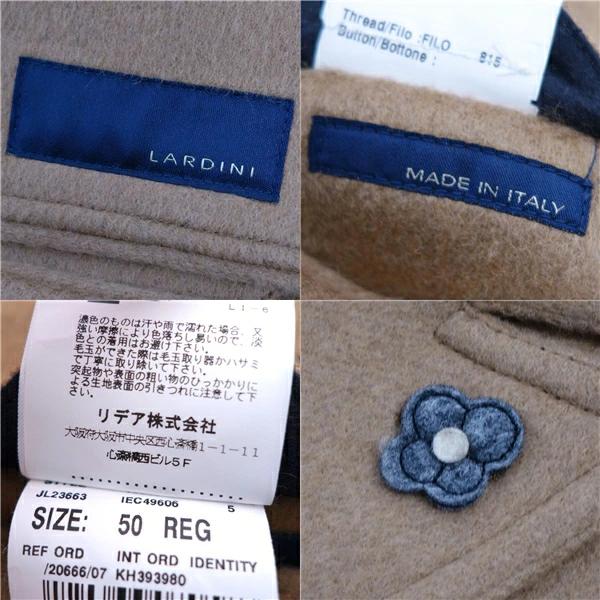 LARDINI
Thread/Filo :FILO
Button/Bottone : 815
MADE IN ITALY
LI-6
濃色のものは汗や雨で濡れた場合、又
強い摩擦により色落ちし易いので、淡
色との着用はお避け下さい。
毛玉ができた際は毛玉取り器かハサミ
で丁寧に取り除いて下さい。
突起物や表面の粗い物のひっかかりに
よる生地表面の引きつれに注意して下
さい。
リデア株式会社
大阪府大阪市中央区西心斎橋1-1-11
心斎橋西ビル5F
JL23663 IEC49606 5
SIZE: 50 REG
REF ORD INT ORD IDENTITY
/20666/07 KH393980